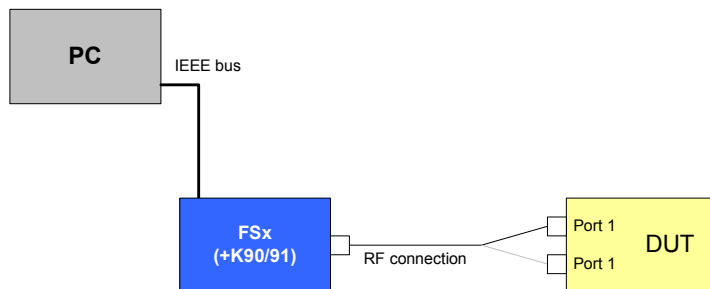 PC
IEEE bus
FSx
(+K90/91)
RF connection
Port 1
Port 1
DUT